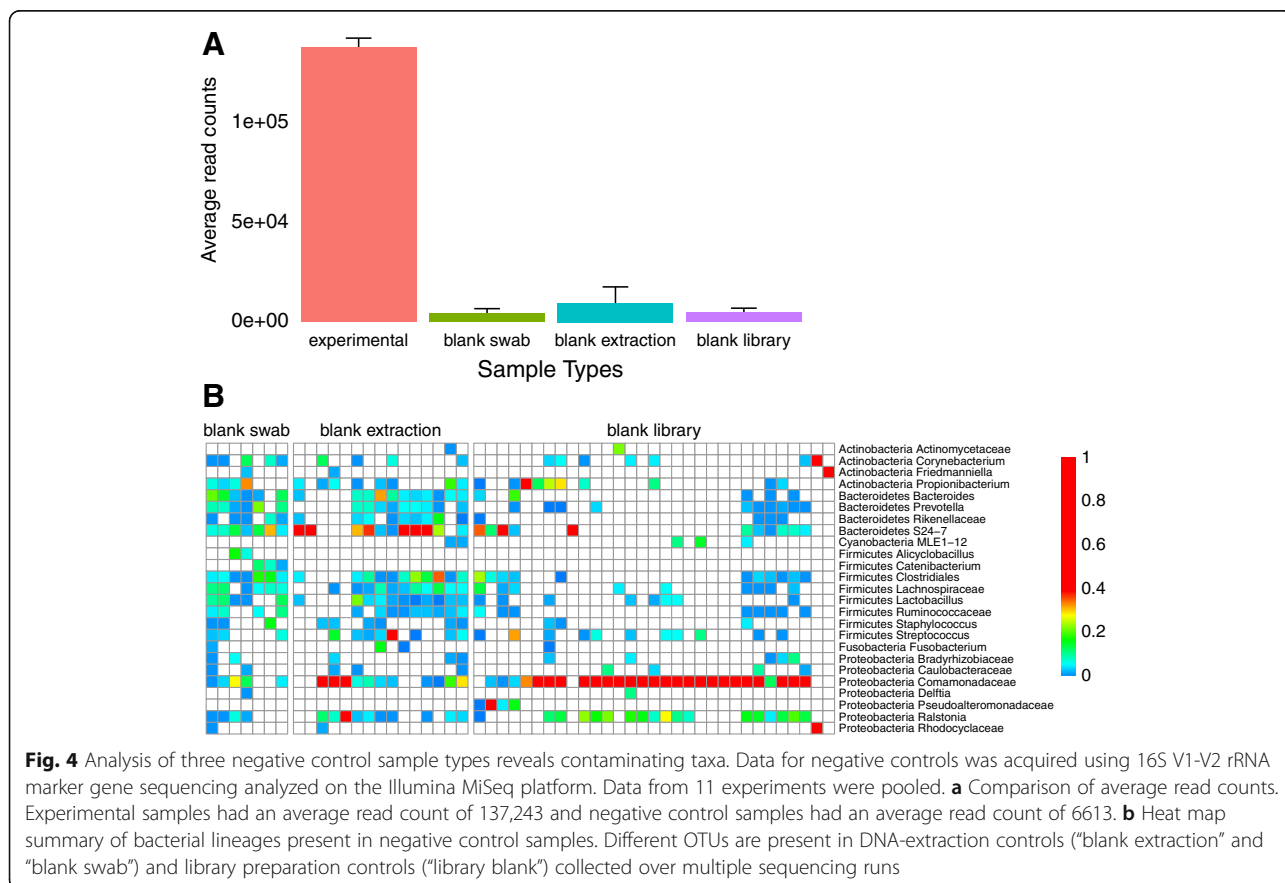 A
Average read counts
1e+05
5e+04
0e+00
experimental
blank swab
blank extraction
blank library
Sample Types
B
blank swab
blank extraction
blank library
Actinobacteria Actinomycetaceae
Actinobacteria Corynebacterium
Actinobacteria Friedmanniella
Actinobacteria Propionibacterium
Bacteroidetes Bacteroides
Bacteroidetes Prevotella
Bacteroidetes Rikenellaceae
Bacteroidetes S24−7
Cyanobacteria MLE1−12
Firmicutes Alicyclobacillus
Firmicutes Catenibacterium
Firmicutes Clostridiales
Firmicutes Lachnospiraceae
Firmicutes Lactobacillus
Firmicutes Ruminococcaceae
Firmicutes Staphylococcus
Firmicutes Streptococcus
Fusobacteria Fusobacterium
Proteobacteria Bradyrhizobiaceae
Proteobacteria Caulobacteraceae
Proteobacteria Comamonadaceae
Proteobacteria Delftia
Proteobacteria Pseudoalteromonadaceae
Proteobacteria Ralstonia
Proteobacteria Rhodocyclaceae
1
0.8
0.6
0.4
0.2
0
Fig. 4 Analysis of three negative control sample types reveals contaminating taxa. Data for negative controls was acquired using 16S V1-V2 rRNA
marker gene sequencing analyzed on the Illumina MiSeq platform. Data from 11 experiments were pooled. a Comparison of average read counts.
Experimental samples had an average read count of 137,243 and negative control samples had an average read count of 6613. b Heat map
summary of bacterial lineages present in negative control samples. Different OTUs are present in DNA-extraction controls (“blank extraction” and
“blank swab”) and library preparation controls (“library blank”) collected over multiple sequencing runs